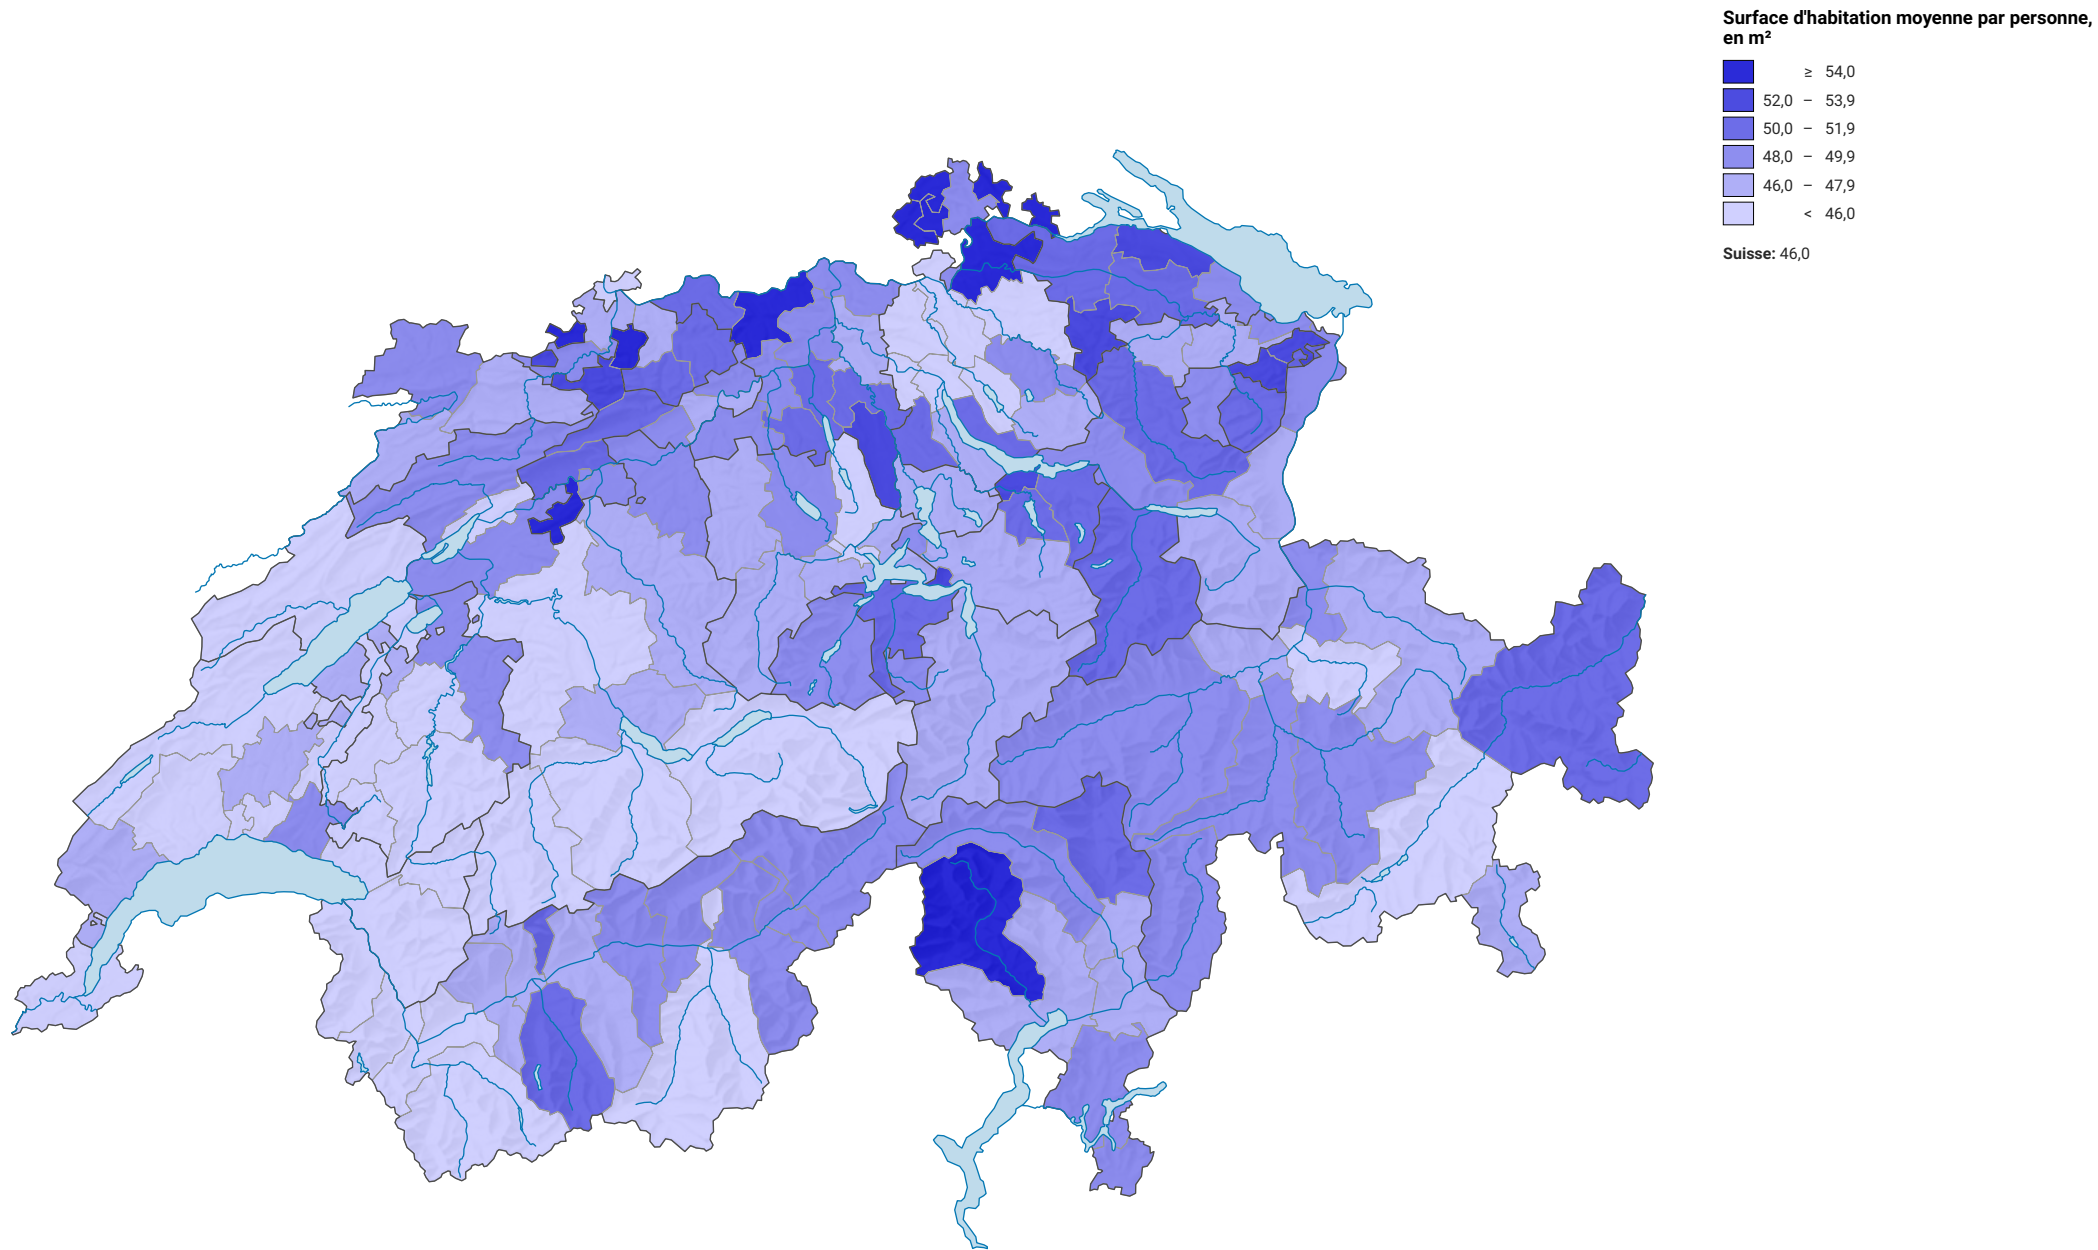 Surface d'habitation moyenne par personne,
en m²
≥ 54,0
52,0 – 53,9
50,0 – 51,9
48,0 – 49,9
46,0 – 47,9
< 46,0
Suisse: 46,0